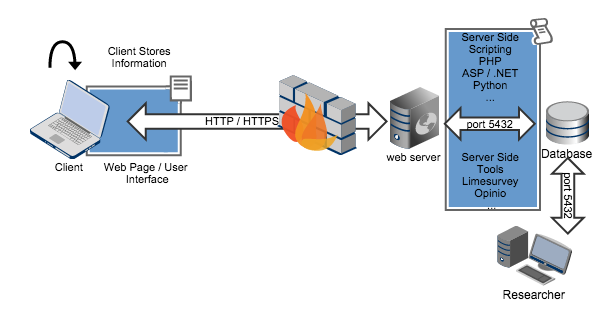 Client Stores
Information
Client
Web Page / User
Interface
HTTP / HTTPS
web server
Server Side
Scripting
PHP
ASP / .NET
Python
...
port 5432
Server Side
Tools
Limesurvey
Opinio
...
Database
port 5432
Researcher